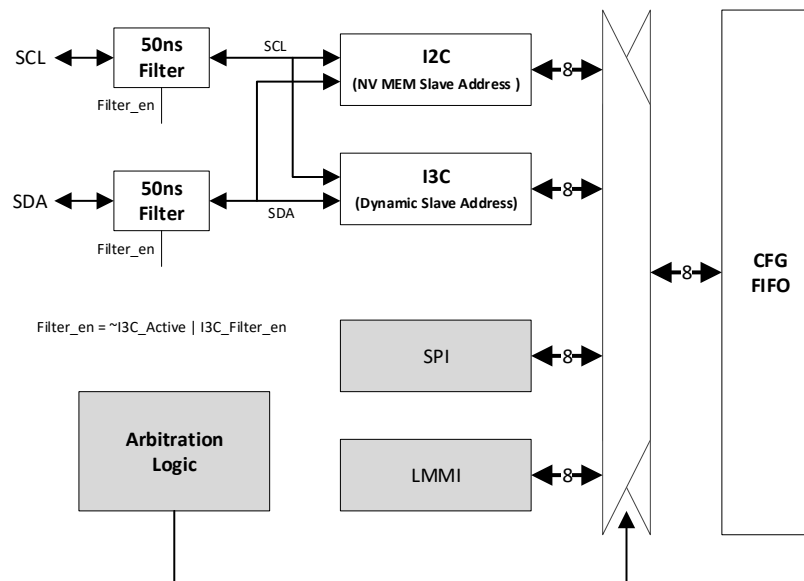 SCL
50ns
Filter
Filter_en
SCL
I2C
(NV MEM Slave Address )
8
SDA
50ns
Filter
Filter_en
SDA
I3C
(Dynamic Slave Address)
8
8
CFG
FIFO
Filter_en = ~I3C_Active | I3C_Filter_en
SPI
8
Arbitration
Logic
LMMI
8